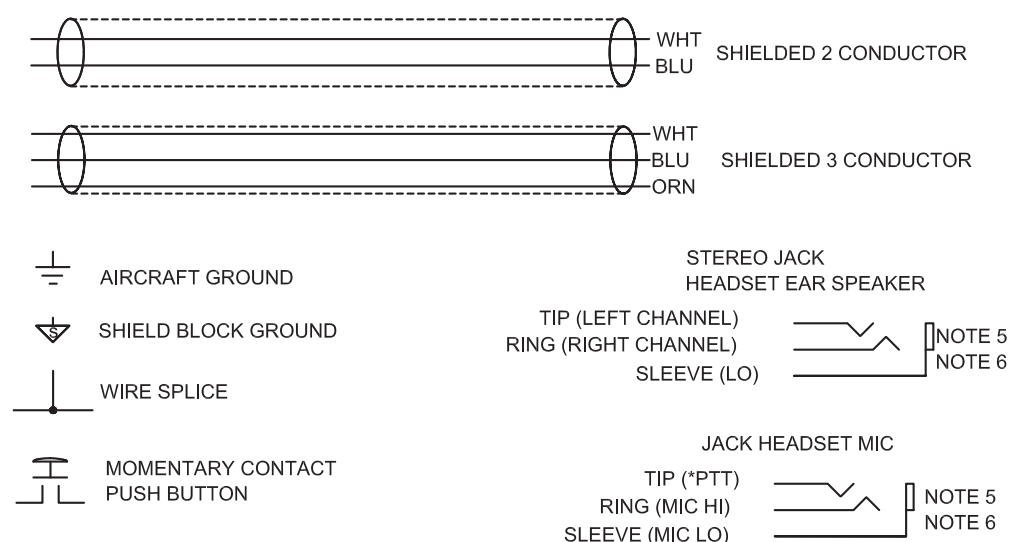 WHT
SHIELDED 2 CONDUCTOR
BLU
WHT
BLU SHIELDED 3 CONDUCTOR
ORN
AIRCRAFT GROUND
S
SHIELD BLOCK GROUND
WIRE SPLICE
MOMENTARY CONTACT
PUSH BUTTON
STEREO JACK
HEADSET EAR SPEAKER
TIP (LEFT CHANNEL)
RING (RIGHT CHANNEL)
SLEEVE (LO)
NOTE 5
NOTE 6
JACK HEADSET MIC
TIP (*PTT)
RING (MIC HI)
SLEEVE (MIC LO)
NOTE 5
NOTE 6